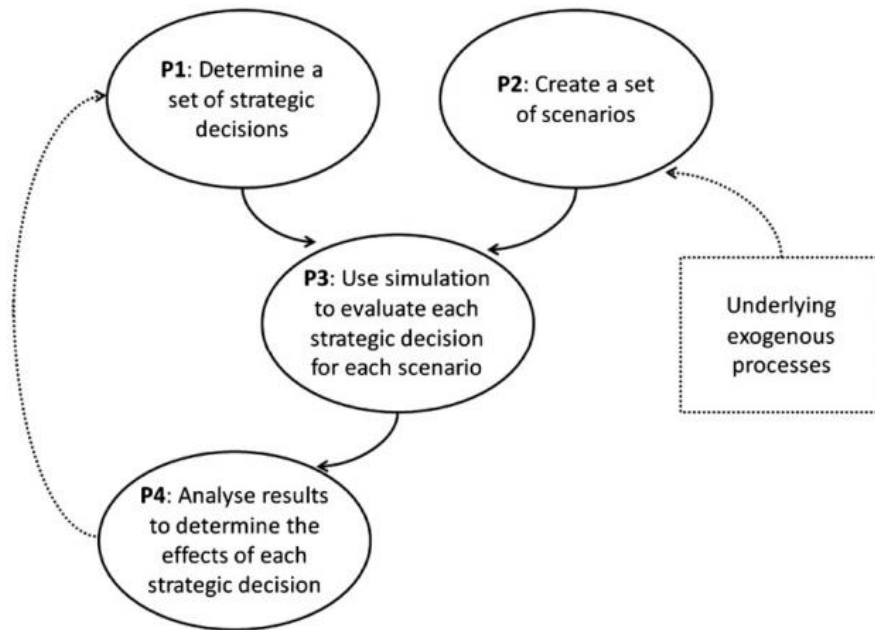 P1: Determine a
set of strategic
decisions
P2: Create a set
of scenarios
P3: Use simulation
to evaluate each
strategic decision
for each scenario
Underlying
exogenous
processes
P4: Analyse results
to determine the
effects of each
strategic decision